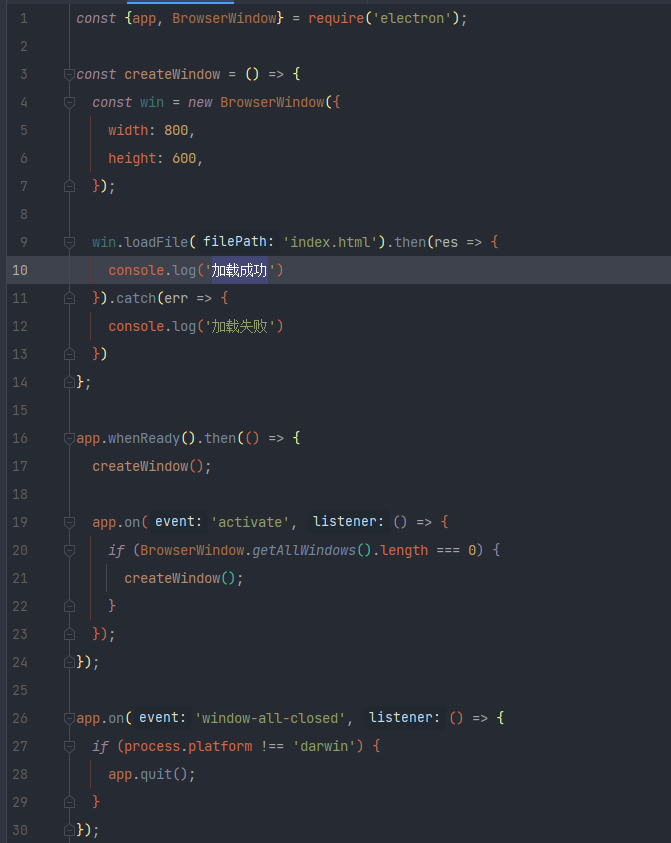 1 const {app, BrowserWindow} = require('electron');
2
3 const createWindow = () => {
4 const win = new BrowserWindow({
5 width: 800,
6 height: 600,
7 });
8
9 win.loadFile( filePath: 'index.html').then(res => {
10 console.log('加载成功')
11 }).catch(err => {
12 console.log('加载失败')
13 })
14 };
15
16 app.whenReady().then(() => {
17 createWindow();
18
19 app.on( event: 'activate', listener: () => {
20 if (BrowserWindow.getAllWindows().length === 0) {
21 createWindow();
22 }
23 });
24 });
25
26 app.on( event: 'window-all-closed', listener: () => {
27 if (process.platform !== 'darwin') {
28 app.quit();
29 }
30 });